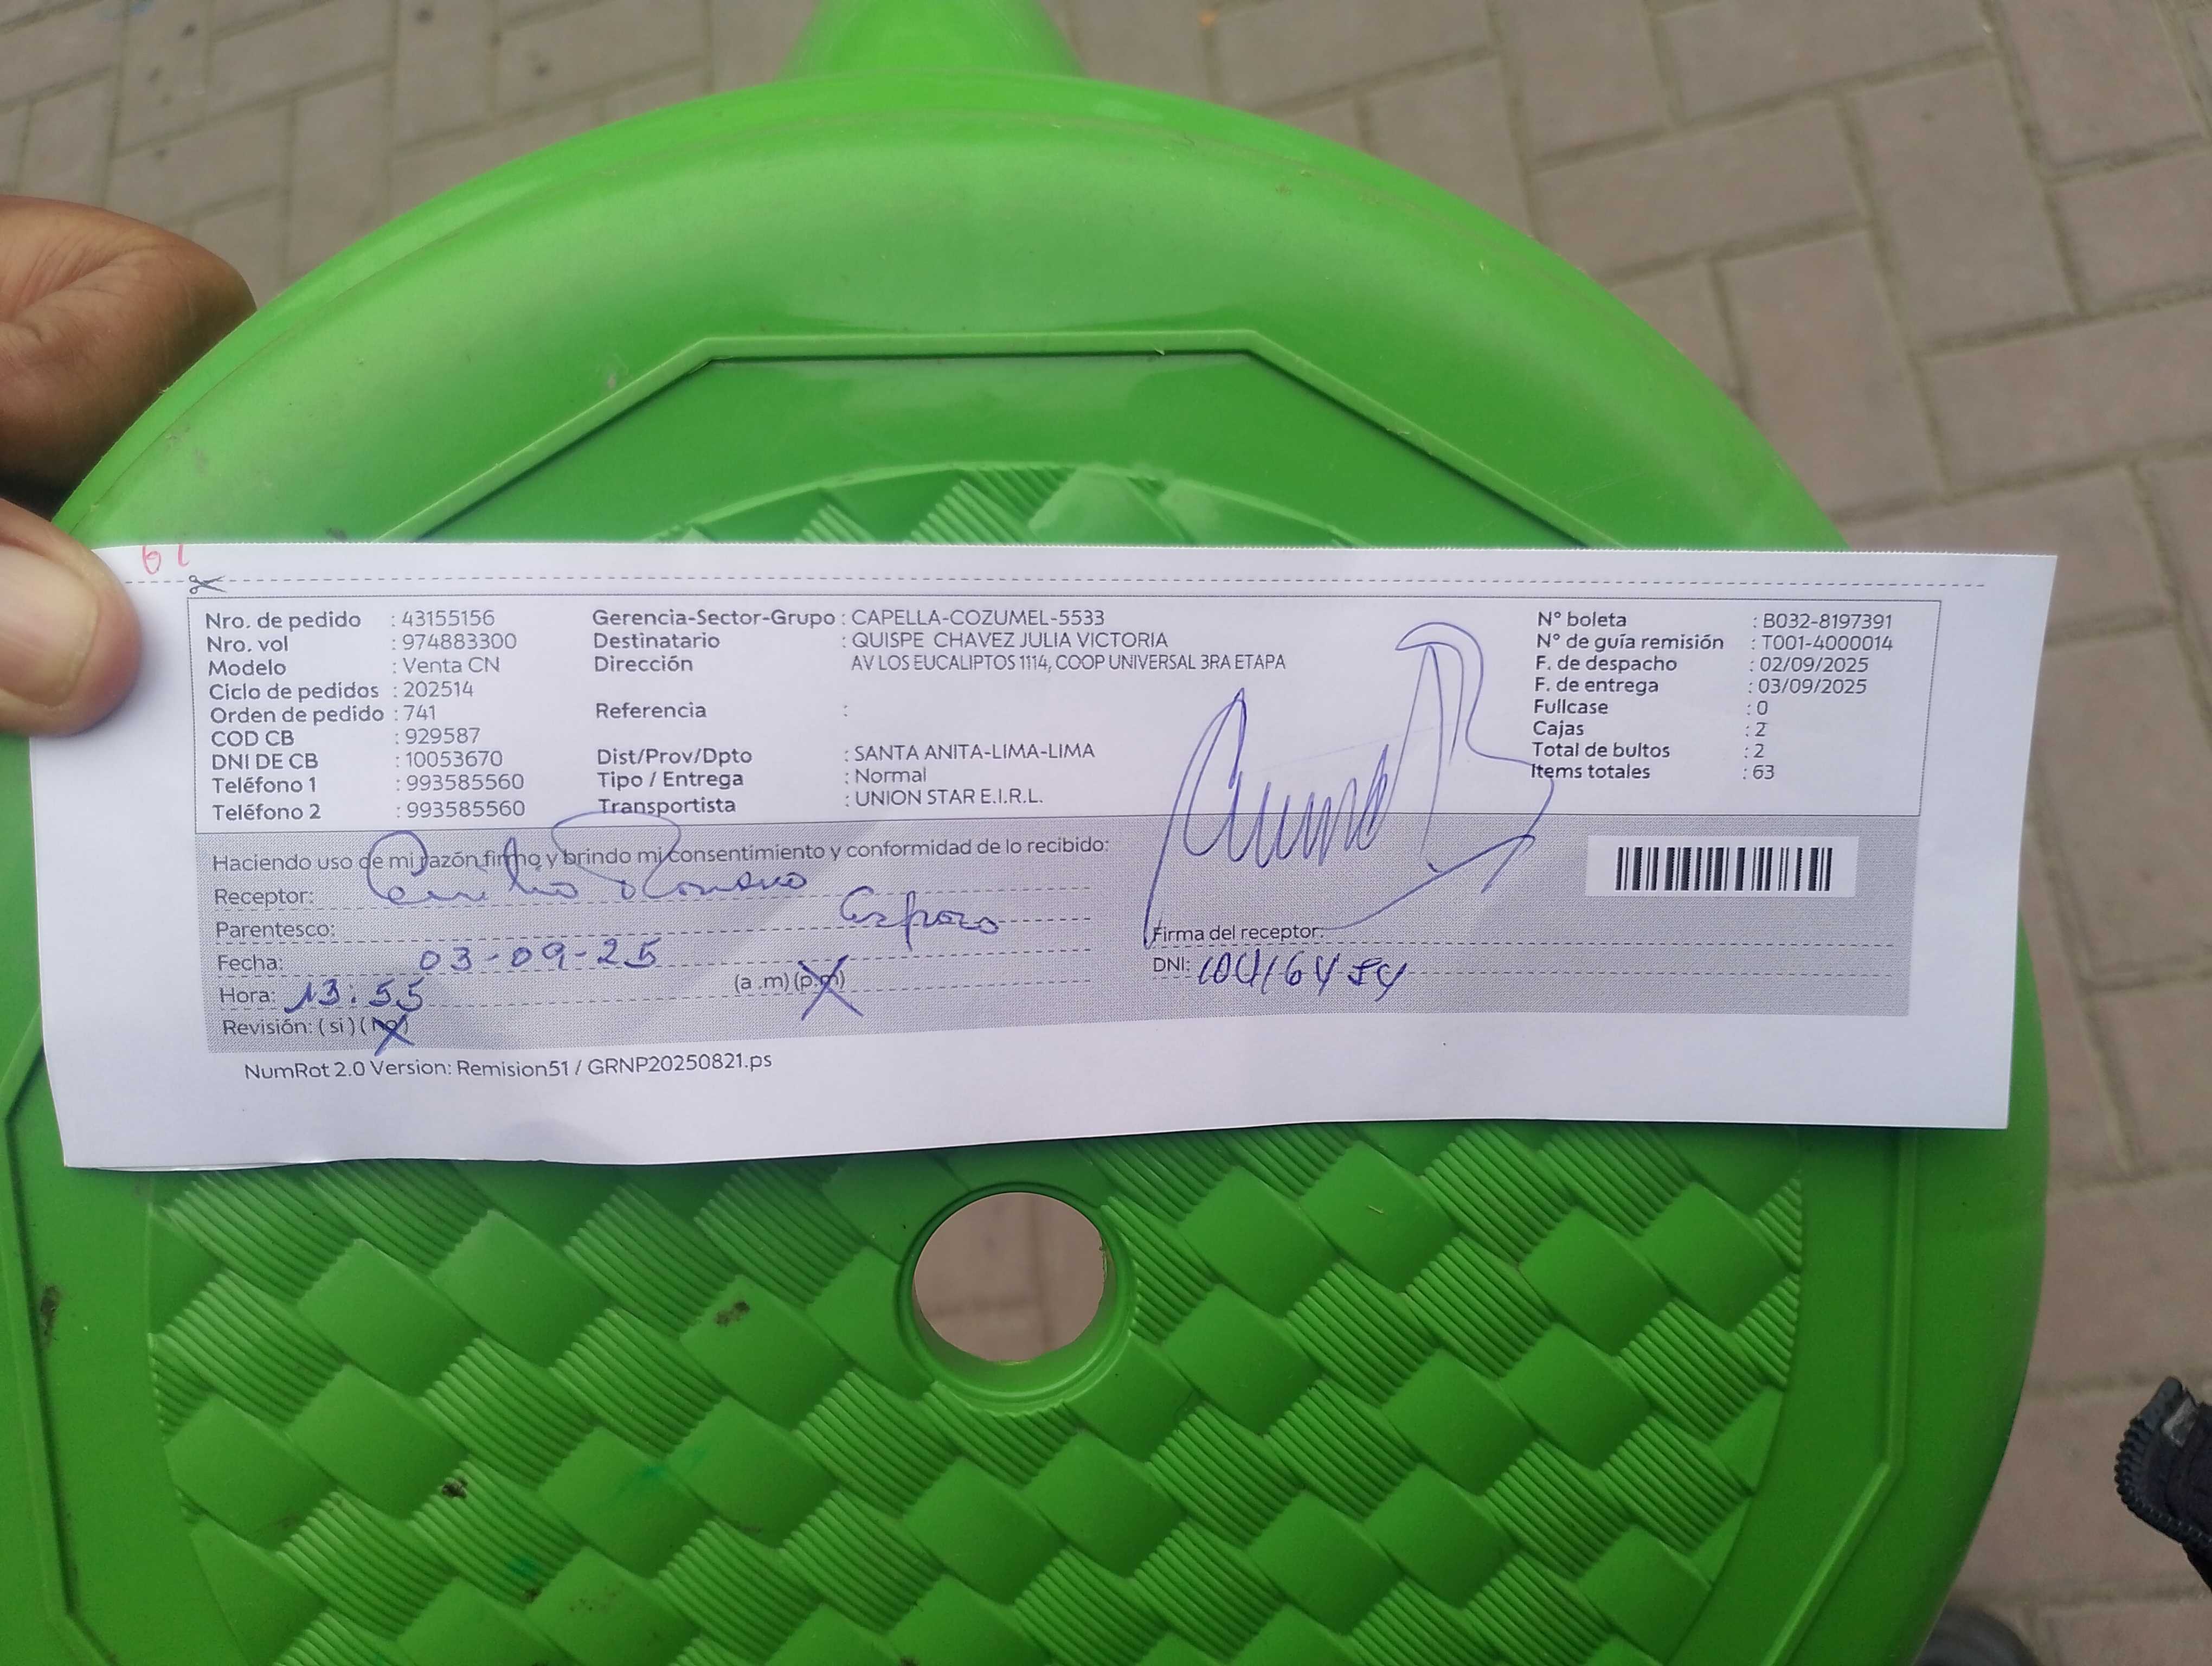 Nro. de pedido : 43155156
Nro. vol : 974883300
Modelo : Venta CN
Ciclo de pedidos : 202514
Orden de pedido : 741
COD CB : 929587
DNI DE CB : 10053670
Teléfono 1 : 993585560
Teléfono 2 : 993585560
Gerencia-Sector-Grupo : CAPELLA-COZUMEL-5533
Destinatario : QUISPE CHAVEZ JULIA VICTORIA
Dirección AV LOS EUCALIPTOS 1114, COOP UNIVERSAL 3RA ETAPA
Referencia :
Dist/Prov/Dpto : SANTA ANITA-LIMA-LIMA
Tipo / Entrega : Normal
Transportista : UNION STAR E.I.R.L.
N° boleta : B032-8197391
N° de guía remisión : T001-4000014
F. de despacho : 02/09/2025
F. de entrega : 03/09/2025
Fullcase : 0
Cajas : 2
Total de bultos : 2
Items totales : 63
Haciendo uso de mi razón firmo y brindo mi consentimiento y conformidad de lo recibido:
Receptor:
Parentesco: Esposo
Fecha: 03-09-25
Hora: 13:55 (a.m) (p.m)
Revisión: (si) (no)
Firma del receptor:
DNI:
NumRot 2.0 Version: Remision51 / GRNP20250821.ps